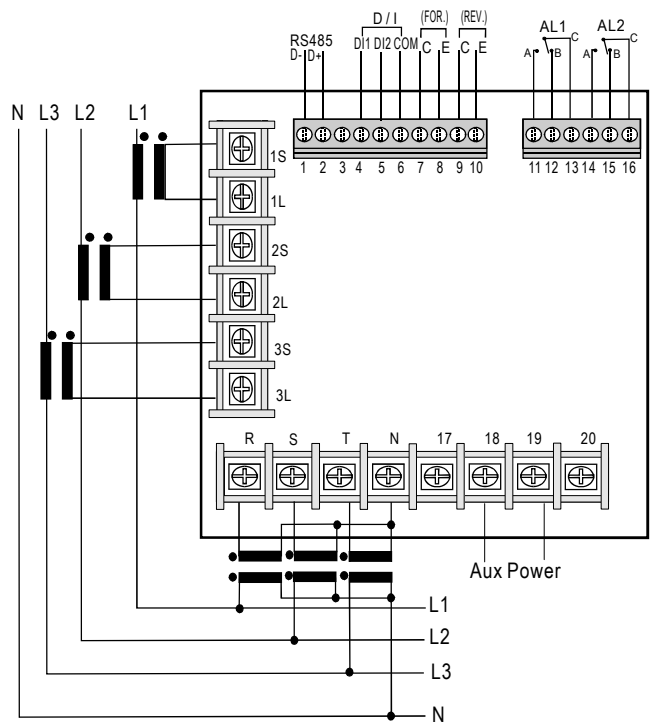 D / I (FOR.) (REV.) AL1 AL2
RS485
D- D+ DI1 DI2 COM C E C E A B C A B C
N L3 L2 L1
1 2 3 4 5 6 7 8 9 10 11 12 13 14 15 16
1S
1L
2S
2L
3S
3L
R S T N 17 18 19 20
Aux Power
L1
L2
L3
N